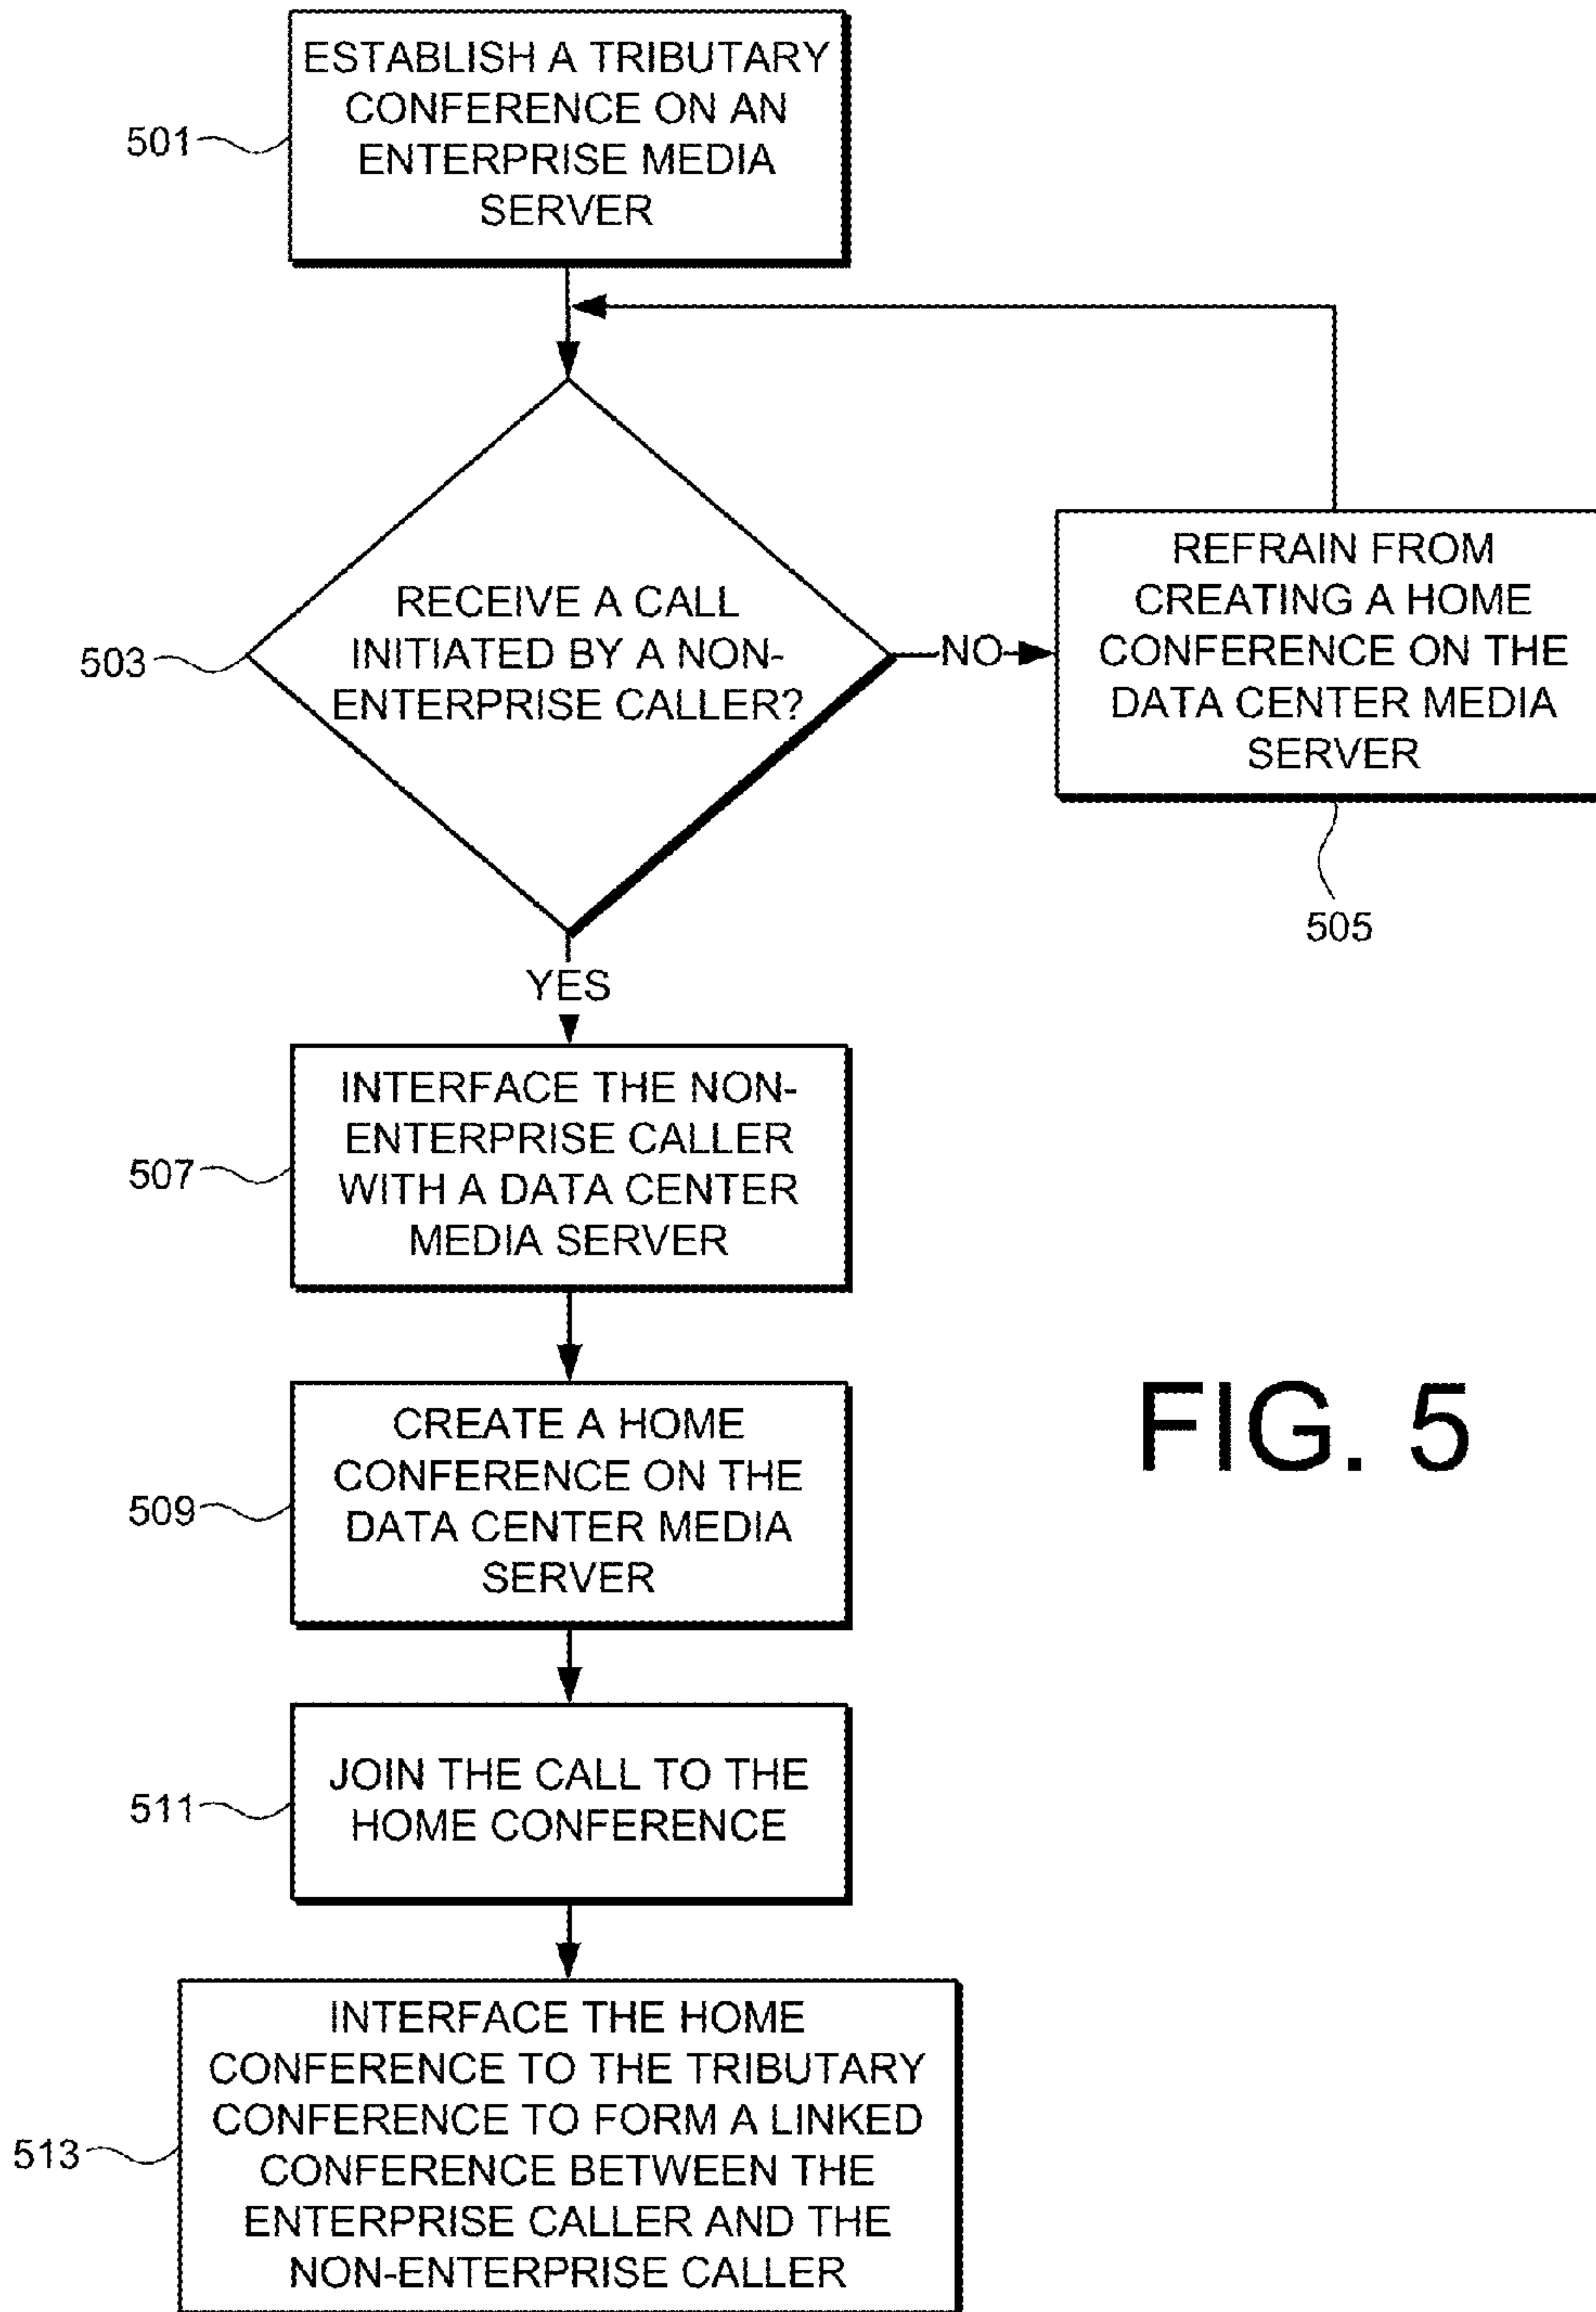 ESTABLISH A TRIBUTARY
CONFERENCE ON AN
ENTERPRISE MEDIA
SERVER
501
RECEIVE A CALL
INITIATED BY A NON-
ENTERPRISE CALLER?
503
NO
REFRAIN FROM
CREATING A HOME
CONFERENCE ON THE
DATA CENTER MEDIA
SERVER
505
YES
INTERFACE THE NON-
ENTERPRISE CALLER
WITH A DATA CENTER
MEDIA SERVER
507
CREATE A HOME
CONFERENCE ON THE
DATA CENTER MEDIA
SERVER
509
FIG. 5
JOIN THE CALL TO THE
HOME CONFERENCE
511
INTERFACE THE HOME
CONFERENCE TO THE TRIBUTARY
CONFERENCE TO FORM A LINKED
CONFERENCE BETWEEN THE
ENTERPRISE CALLER AND THE
NON-ENTERPRISE CALLER
513